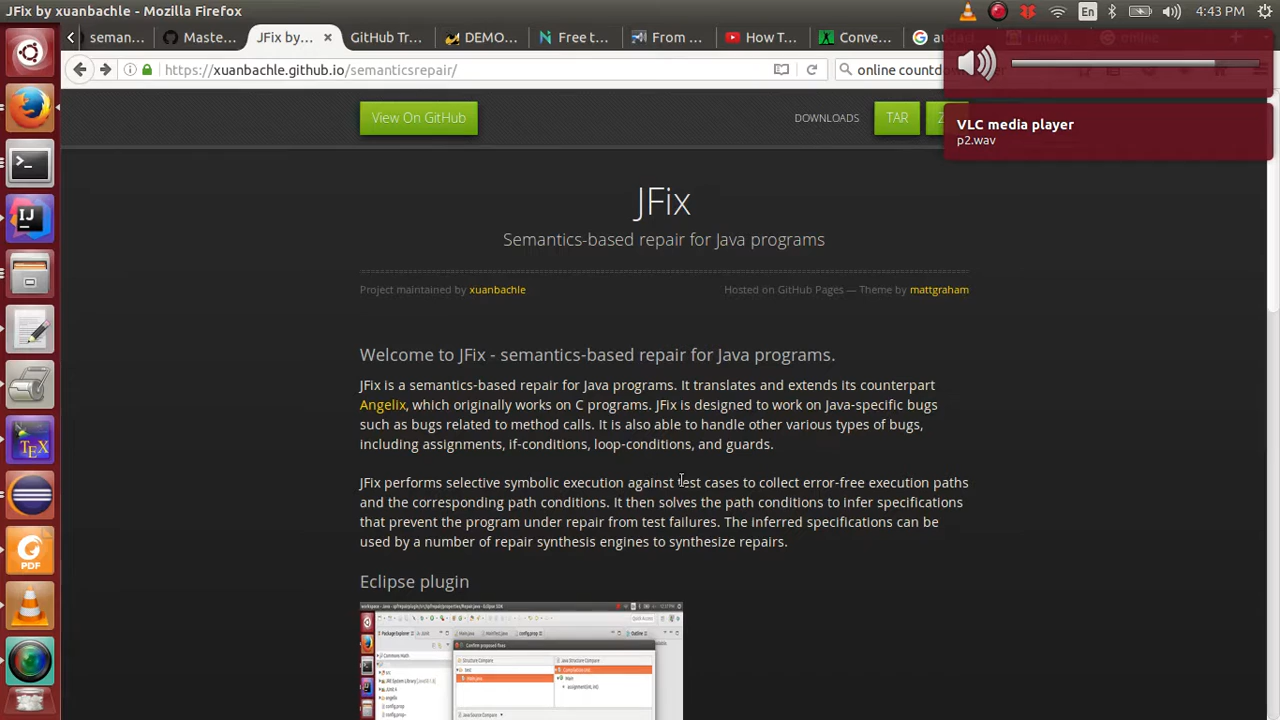 JFix by xuanbachle - Mozilla Firefox
En
4:43 PM
seman...
Maste...
JFix by...
GitHub Tr...
DEMO...
Free t...
From ...
How T...
Conve...
https://xuanbachle.github.io/semanticsrepair/
online countdo
VLC media player
p2.wav
View On GitHub
DOWNLOADS
TAR
JFix
Semantics-based repair for Java programs
Project maintained by xuanbachle
Hosted on GitHub Pages — Theme by mattgraham
Welcome to JFix - semantics-based repair for Java programs.
JFix is a semantics-based repair for Java programs. It translates and extends its counterpart
Angelix, which originally works on C programs. JFix is designed to work on Java-specific bugs
such as bugs related to method calls. It is also able to handle other various types of bugs,
including assignments, if-conditions, loop-conditions, and guards.
JFix performs selective symbolic execution against test cases to collect error-free execution paths
and the corresponding path conditions. It then solves the path conditions to infer specifications
that prevent the program under repair from test failures. The inferred specifications can be
used by a number of repair synthesis engines to synthesize repairs.
Eclipse plugin
IJ
TEX
PDF